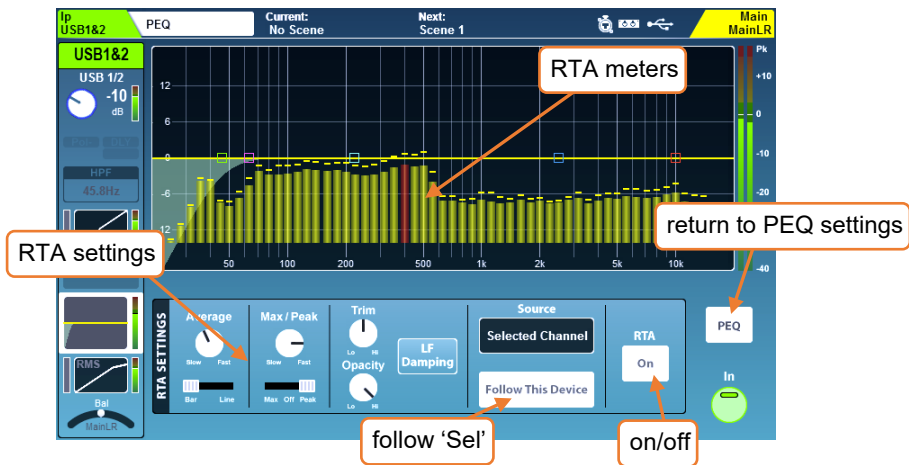 Ip
USB1&2
PEQ
Current:
No Scene
Next:
Scene 1
Main
MainLR
USB1&2
USB 1/2
-10
dB
Pol
DLY
HPF
45.8Hz
RMS
Bal
MainLR
12
6
0
-6
-12
50 100 200 500 1k 2k 5k 10k
Pk
+10
0
-10
-20
-40
RTA meters
return to PEQ settings
RTA settings
RTA SETTINGS
Average
Slow Fast
Bar Line
Max / Peak
Slow Fast
Max Off Peak
Trim
Lo Hi
Opacity
Lo Hi
LF
Damping
Source
Selected Channel
Follow This Device
RTA
On
PEQ
In
follow ‘Sel’
on/off